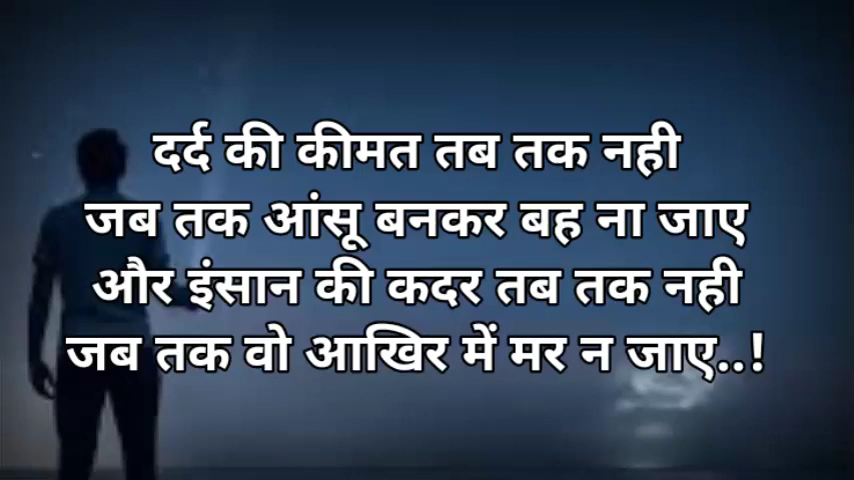 दर्द की कीमत तब तक नही
जब तक आंसू बनकर बह ना जाए
और इंसान की कदर तब तक नही
जब तक वो आखिर में मर न जाए..!